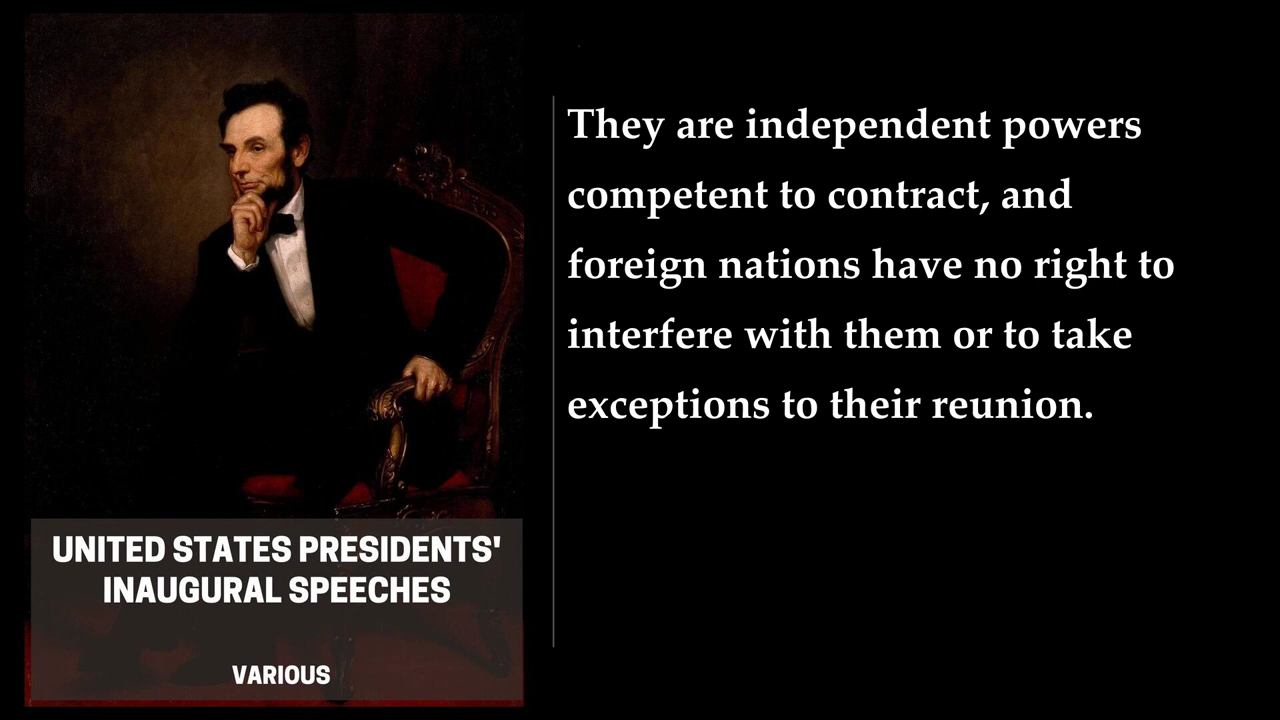 They are independent powers
competent to contract, and
foreign nations have no right to
interfere with them or to take
exceptions to their reunion.
UNITED STATES PRESIDENTS'
INAUGURAL SPEECHES
VARIOUS